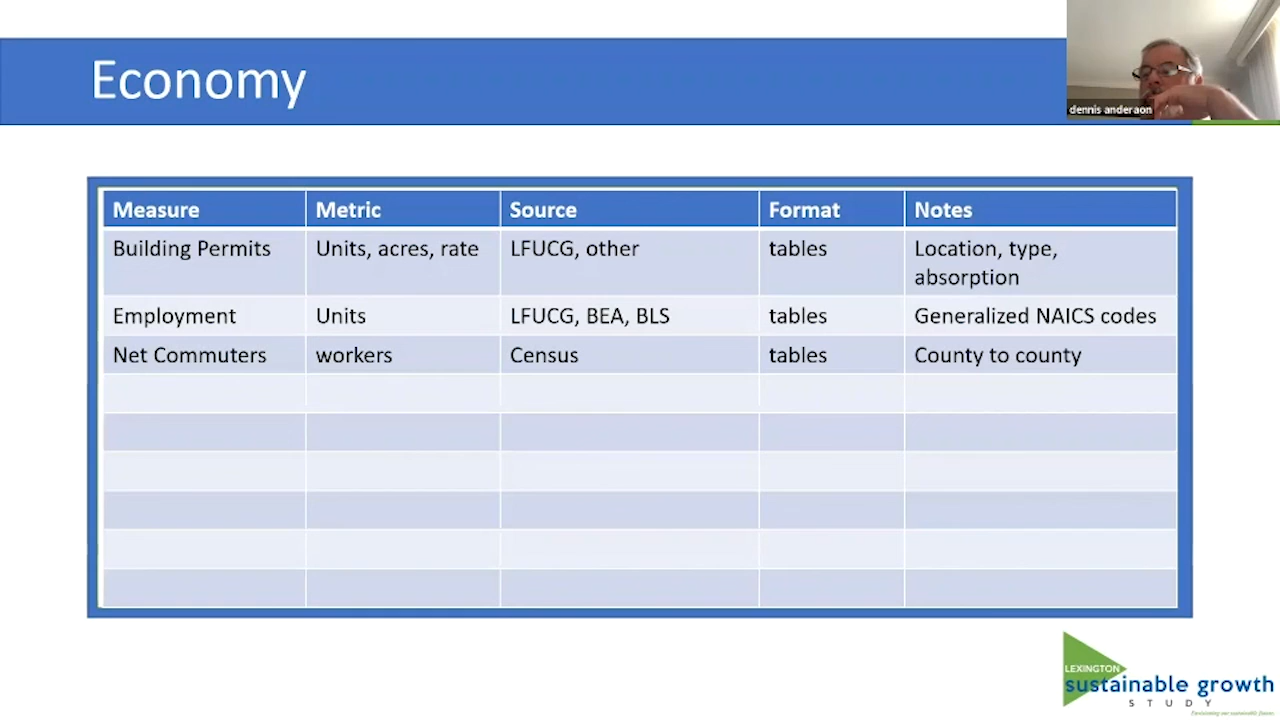 Economy
dennis anderaon
Measure Metric Source Format Notes
Building Permits Units, acres, rate LFUCG, other tables Location, type,
absorption
Employment Units LFUCG, BEA, BLS tables Generalized NAICS codes
Net Commuters workers Census tables County to county
LEXINGTON
sustainable growth
STUDY